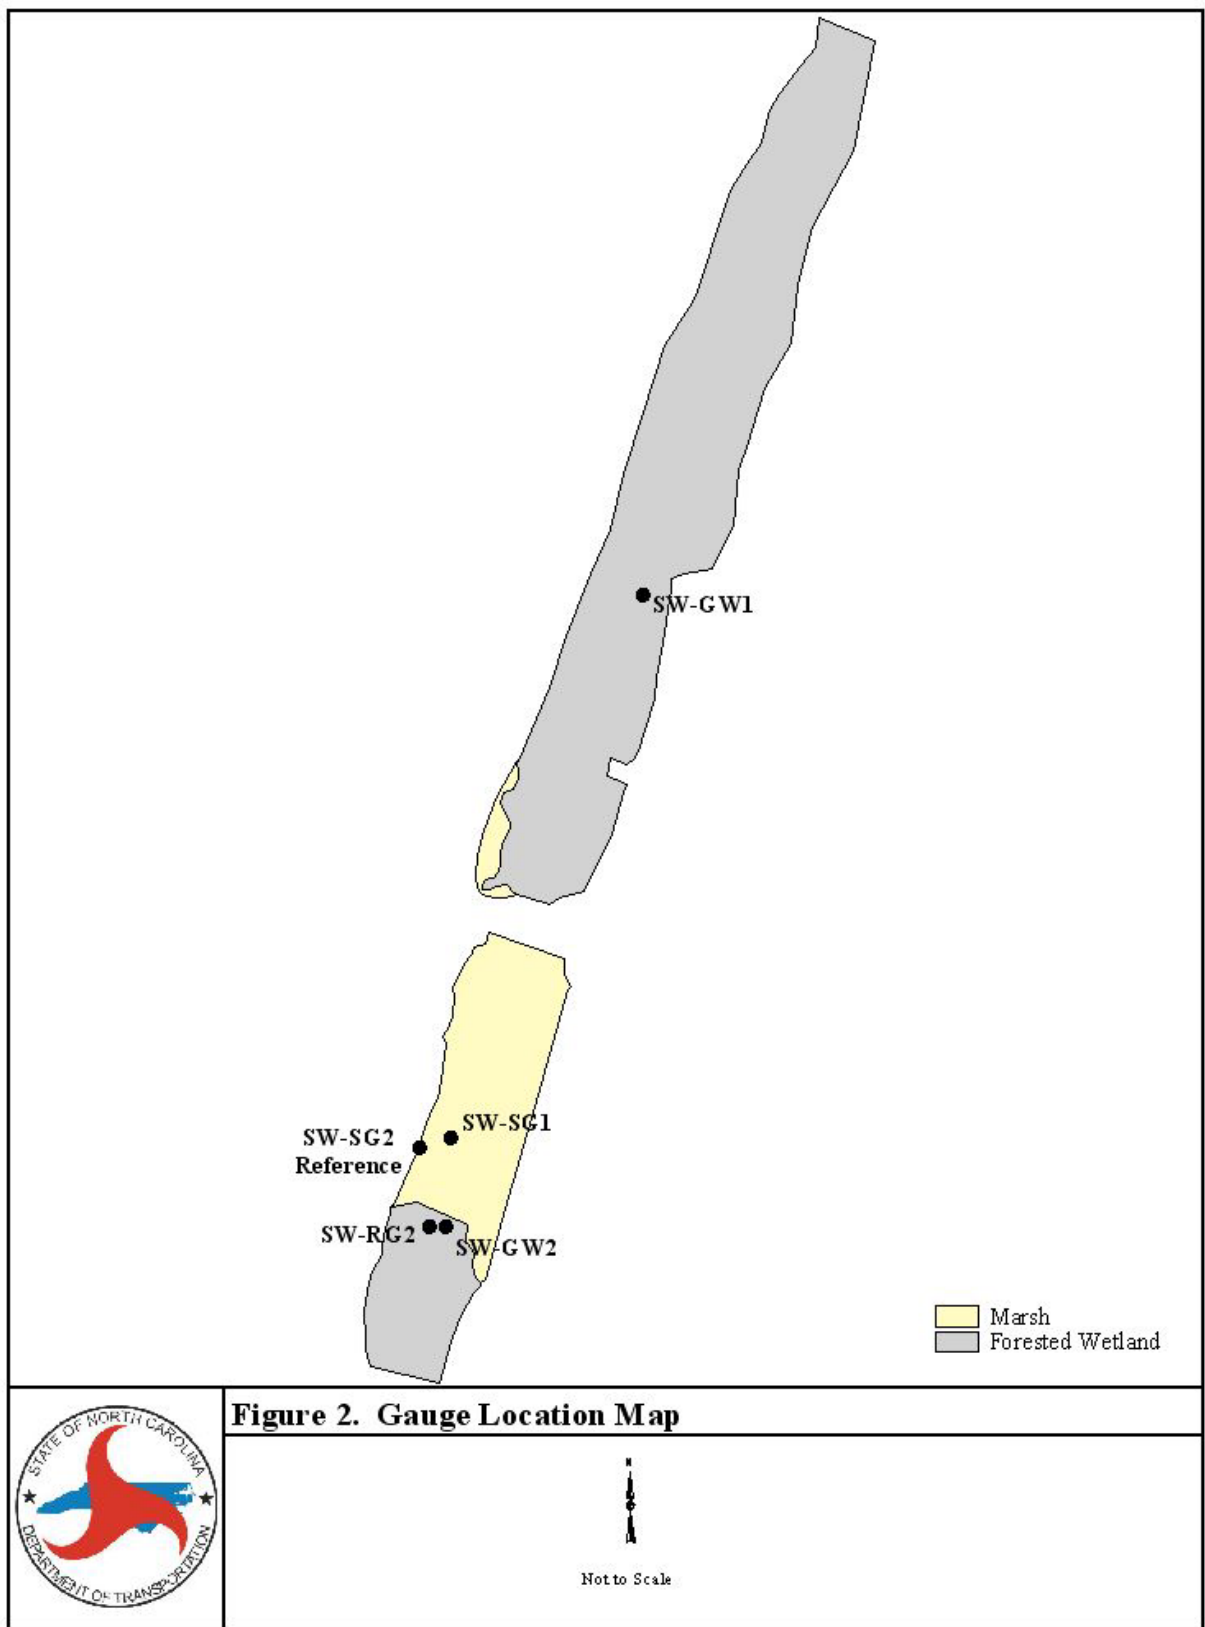 SW-GW1
SW-SG1
SW-SG2
Reference
SW-RG2
SW-GW2
Marsh
Forested Wetland
Figure 2. Gauge Location Map
STATE OF NORTH CAROLINA
DEPARTMENT OF TRANSPORTATION
N
Not to Scale